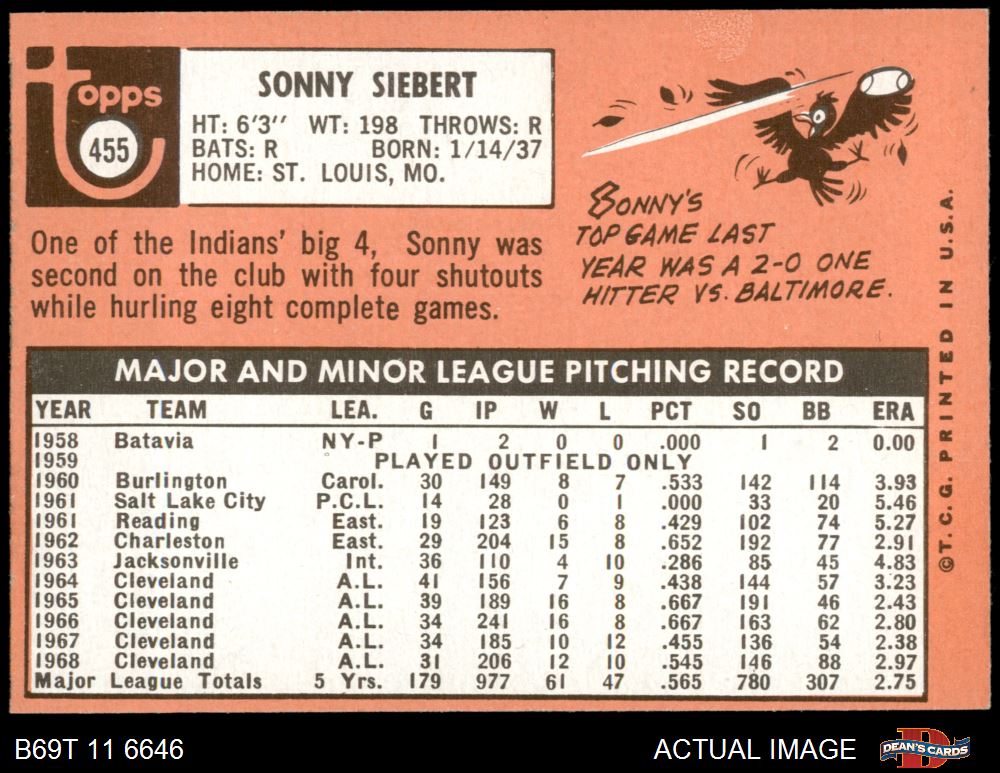 topps
455
SONNY SIEBERT
HT: 6'3" WT: 198 THROWS: R
BATS: R BORN: 1/14/37
HOME: ST. LOUIS, MO.
One of the Indians' big 4, Sonny was
second on the club with four shutouts
while hurling eight complete games.
SONNY'S
TOP GAME LAST
YEAR WAS A 2-0 ONE
HITTER VS. BALTIMORE.
MAJOR AND MINOR LEAGUE PITCHING RECORD
YEAR TEAM LEA. G IP W L PCT SO BB ERA
1958 Batavia NY-P 1 2 0 0 .000 1 2 0.00
1959 PLAYED OUTFIELD ONLY
1960 Burlington Carol. 30 149 8 7 .533 142 114 3.93
1961 Salt Lake City P.C.L. 14 28 0 1 .000 33 20 5.46
1961 Reading East. 19 123 6 8 .429 102 74 5.27
1962 Charleston East. 29 204 15 8 .652 192 77 2.91
1963 Jacksonville Int. 36 110 4 10 .286 85 45 4.83
1964 Cleveland A.L. 41 156 7 9 .438 144 57 3.23
1965 Cleveland A.L. 39 189 16 8 .667 191 46 2.43
1966 Cleveland A.L. 34 241 16 8 .667 163 62 2.80
1967 Cleveland A.L. 34 185 10 12 .455 136 54 2.38
1968 Cleveland A.L. 31 206 12 10 .545 146 88 2.97
Major League Totals 5 Yrs. 179 977 61 47 .565 780 307 2.75
©T. C. G. PRINTED IN U.S.A.
B69T 11 6646 ACTUAL IMAGE DEAN'S CARDS